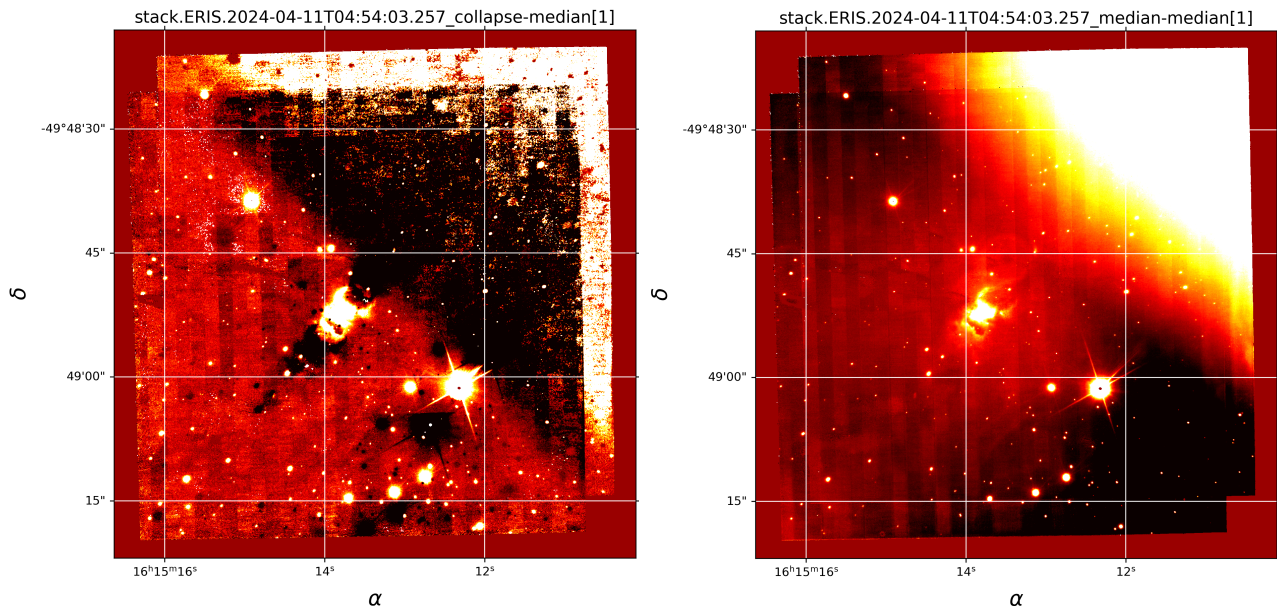 stack.ERIS.2024-04-11T04:54:03.257_collapse-median[1]
-49°48'30"
45"
49'00"
15"
δ
16ʰ15ᵐ16ˢ
14ˢ
12ˢ
α
stack.ERIS.2024-04-11T04:54:03.257_median-median[1]
-49°48'30"
45"
49'00"
15"
δ
16ʰ15ᵐ16ˢ
14ˢ
12ˢ
α